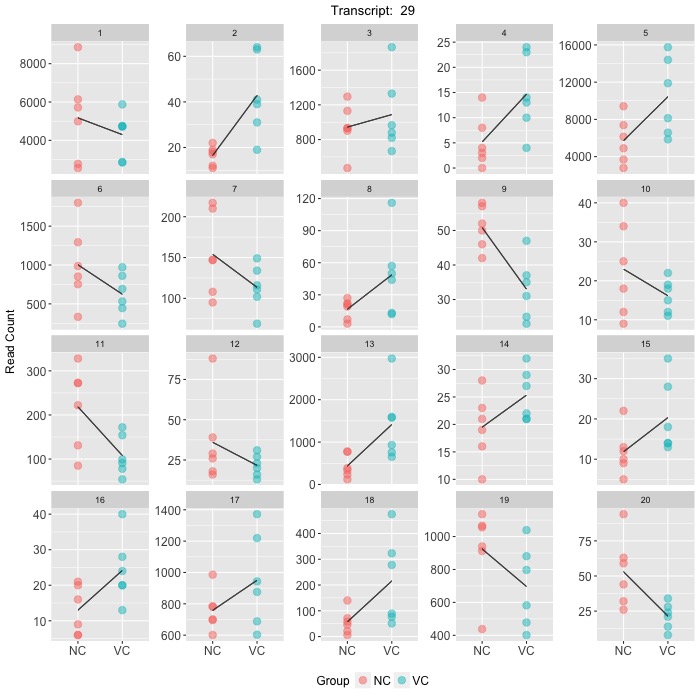 Transcript: 29
1 2 3 4 5
8000 6000 4000
60 40 20
1600 1200 800
25 20 15 10 5 0
16000 12000 8000 4000
6 7 8 9 10
1500 1000 500
200 150 100
120 90 60 30 0
50 40 30
40 30 20 10
Read Count
11 12 13 14 15
300 200 100
75 50 25
3000 2000 1000 0
30 25 20 15 10
30 20 10
16 17 18 19 20
40 30 20 10
1400 1200 1000 800 600
400 300 200 100 0
1000 800 600 400
75 50 25
NC VC NC VC NC VC NC VC NC VC
Group NC VC